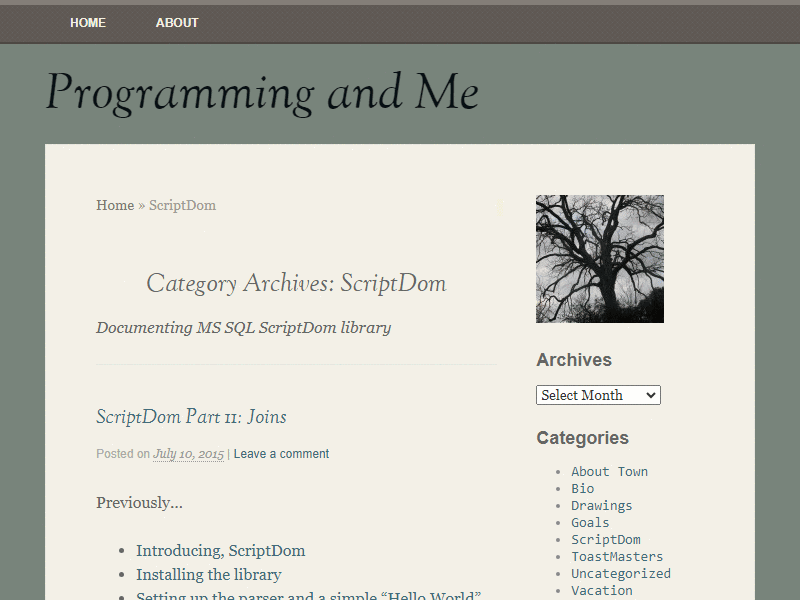 HOME ABOUT
Programming and Me
Home » ScriptDom
Category Archives: ScriptDom
Documenting MS SQL ScriptDom library
ScriptDom Part 11: Joins
Posted on July 10, 2015 | Leave a comment
Previously…
Introducing, ScriptDom
Installing the library
Setting up the parser and a simple “Hello World”
Archives
Select Month
Categories
About Town
Bio
Drawings
Goals
ScriptDom
ToastMasters
Uncategorized
Vacation